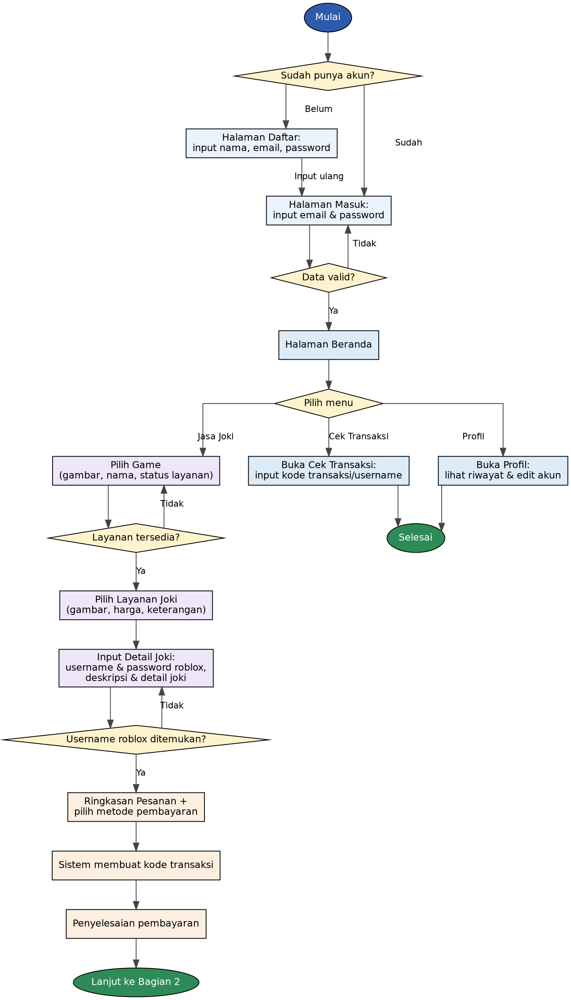 Mulai
Sudah punya akun?
Belum
Halaman Daftar:
input nama, email, password
Sudah
Input ulang
Halaman Masuk:
input email & password
Tidak
Data valid?
Ya
Halaman Beranda
Pilih menu
Jasa Joki
Cek Transaksi
Profil
Pilih Game
(gambar, nama, status layanan)
Buka Cek Transaksi:
input kode transaksi/username
Buka Profil:
lihat riwayat & edit akun
Tidak
Layanan tersedia?
Selesai
Ya
Pilih Layanan Joki
(gambar, harga, keterangan)
Input Detail Joki:
username & password roblox,
deskripsi & detail joki
Tidak
Username roblox ditemukan?
Ya
Ringkasan Pesanan +
pilih metode pembayaran
Sistem membuat kode transaksi
Penyelesaian pembayaran
Lanjut ke Bagian 2